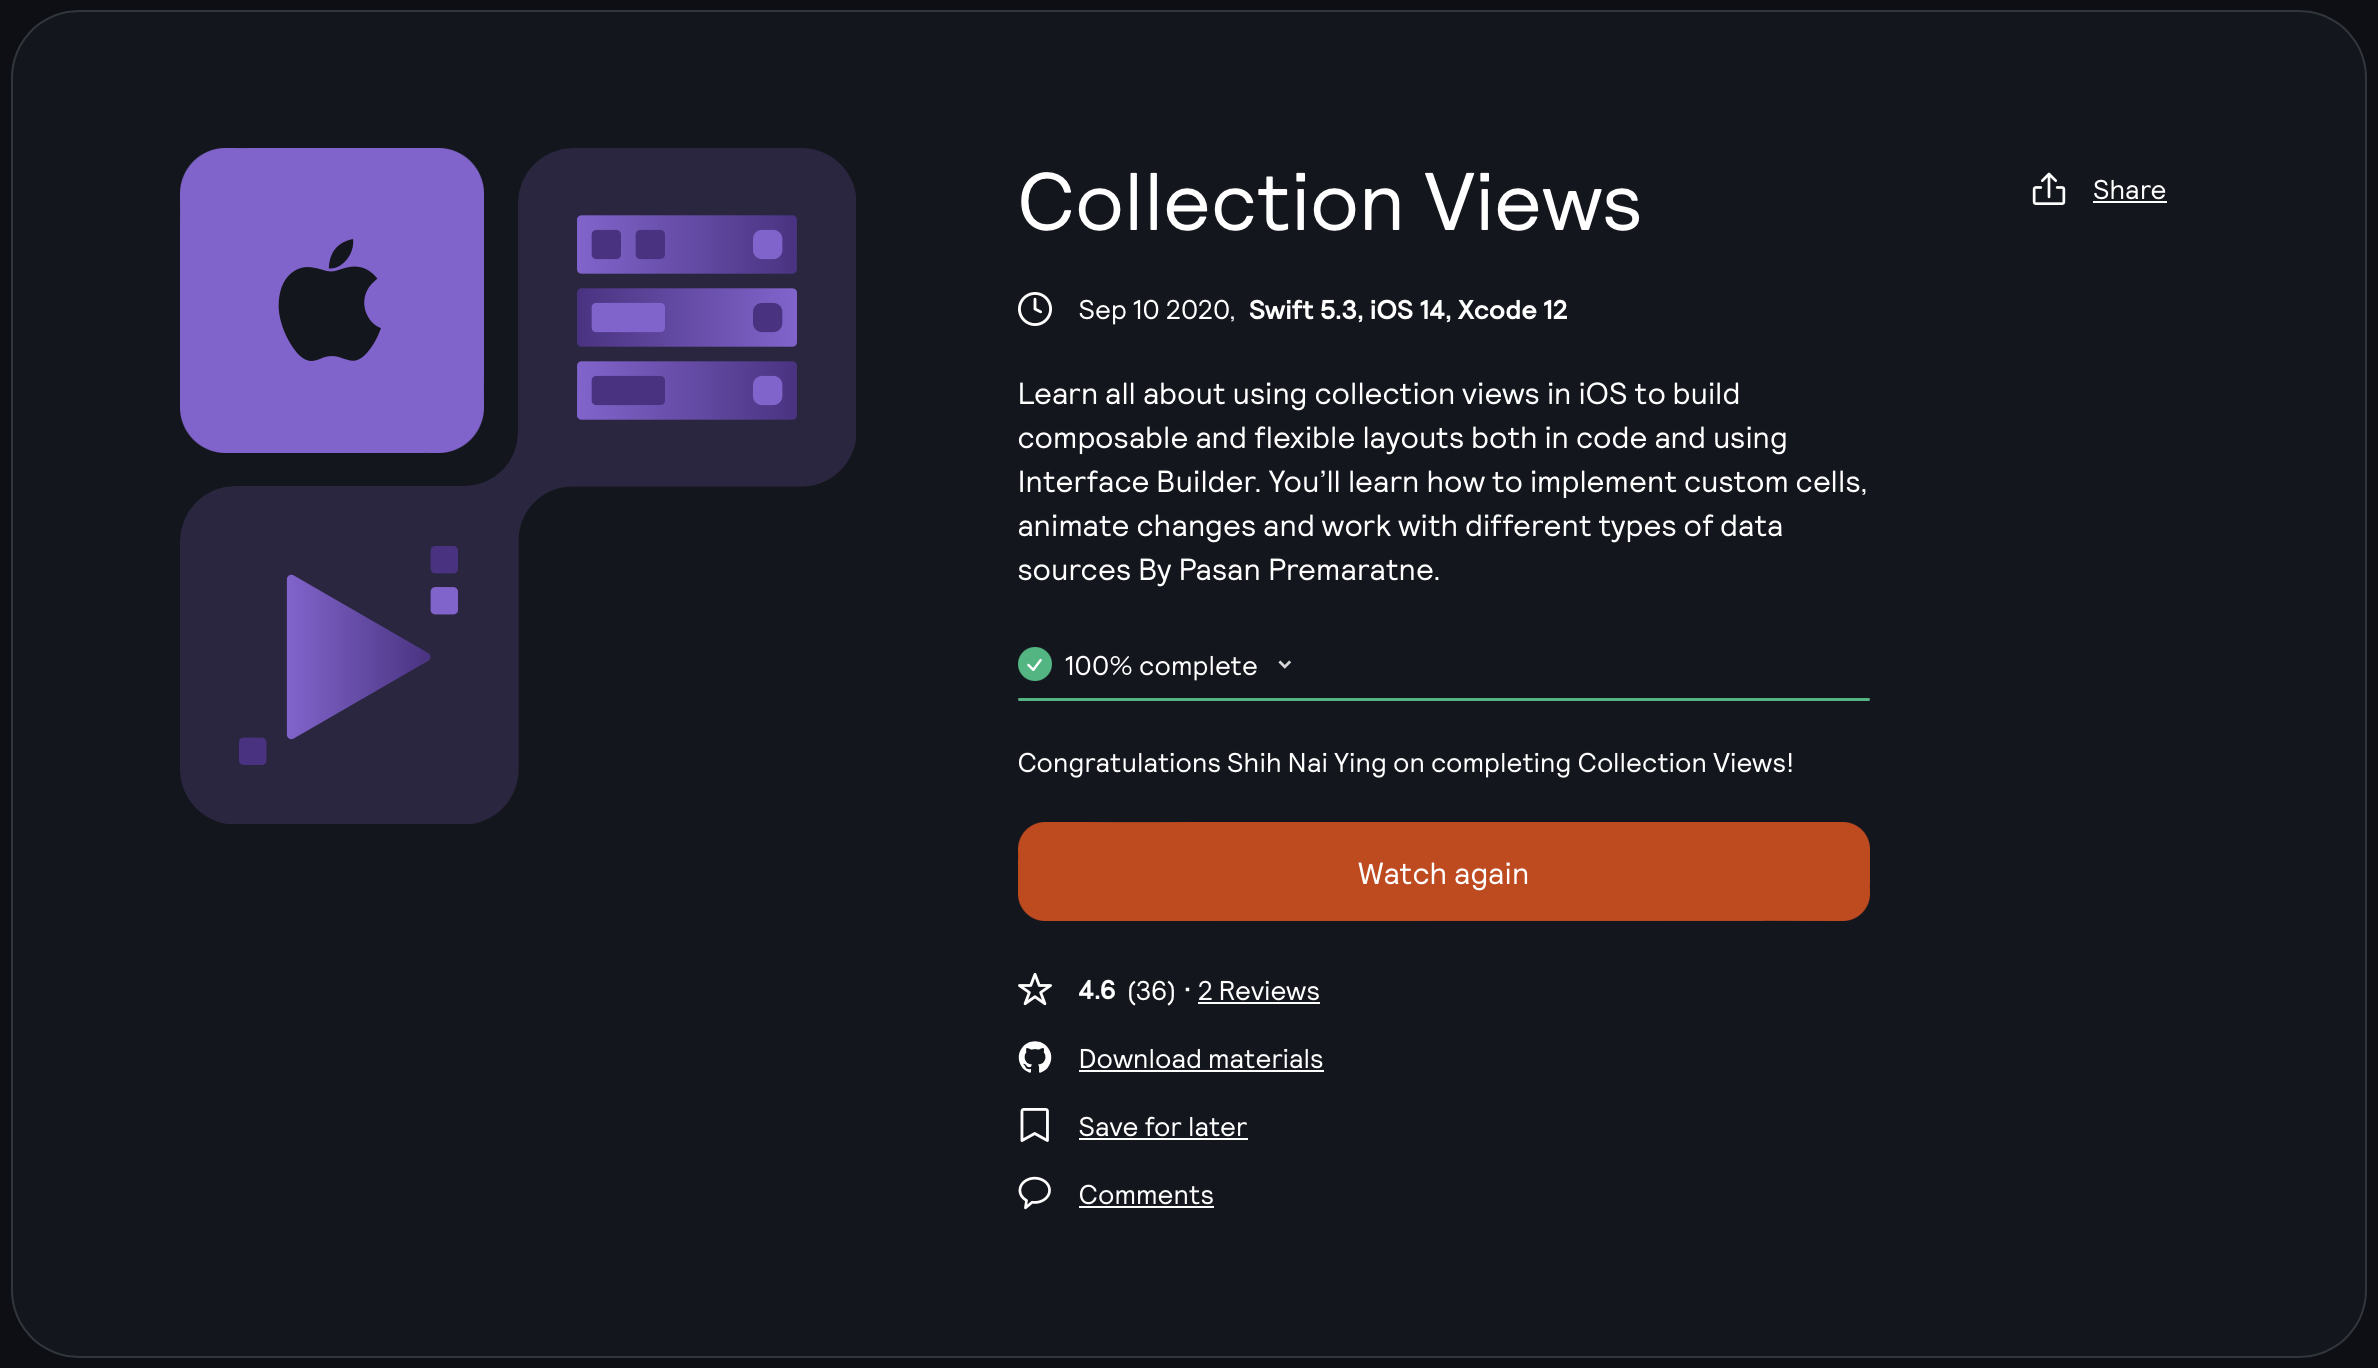 Collection Views
Share
Sep 10 2020, Swift 5.3, iOS 14, Xcode 12
Learn all about using collection views in iOS to build
composable and flexible layouts both in code and using
Interface Builder. You’ll learn how to implement custom cells,
animate changes and work with different types of data
sources By Pasan Premaratne.
100% complete
Congratulations Shih Nai Ying on completing Collection Views!
Watch again
4.6 (36) · 2 Reviews
Download materials
Save for later
Comments